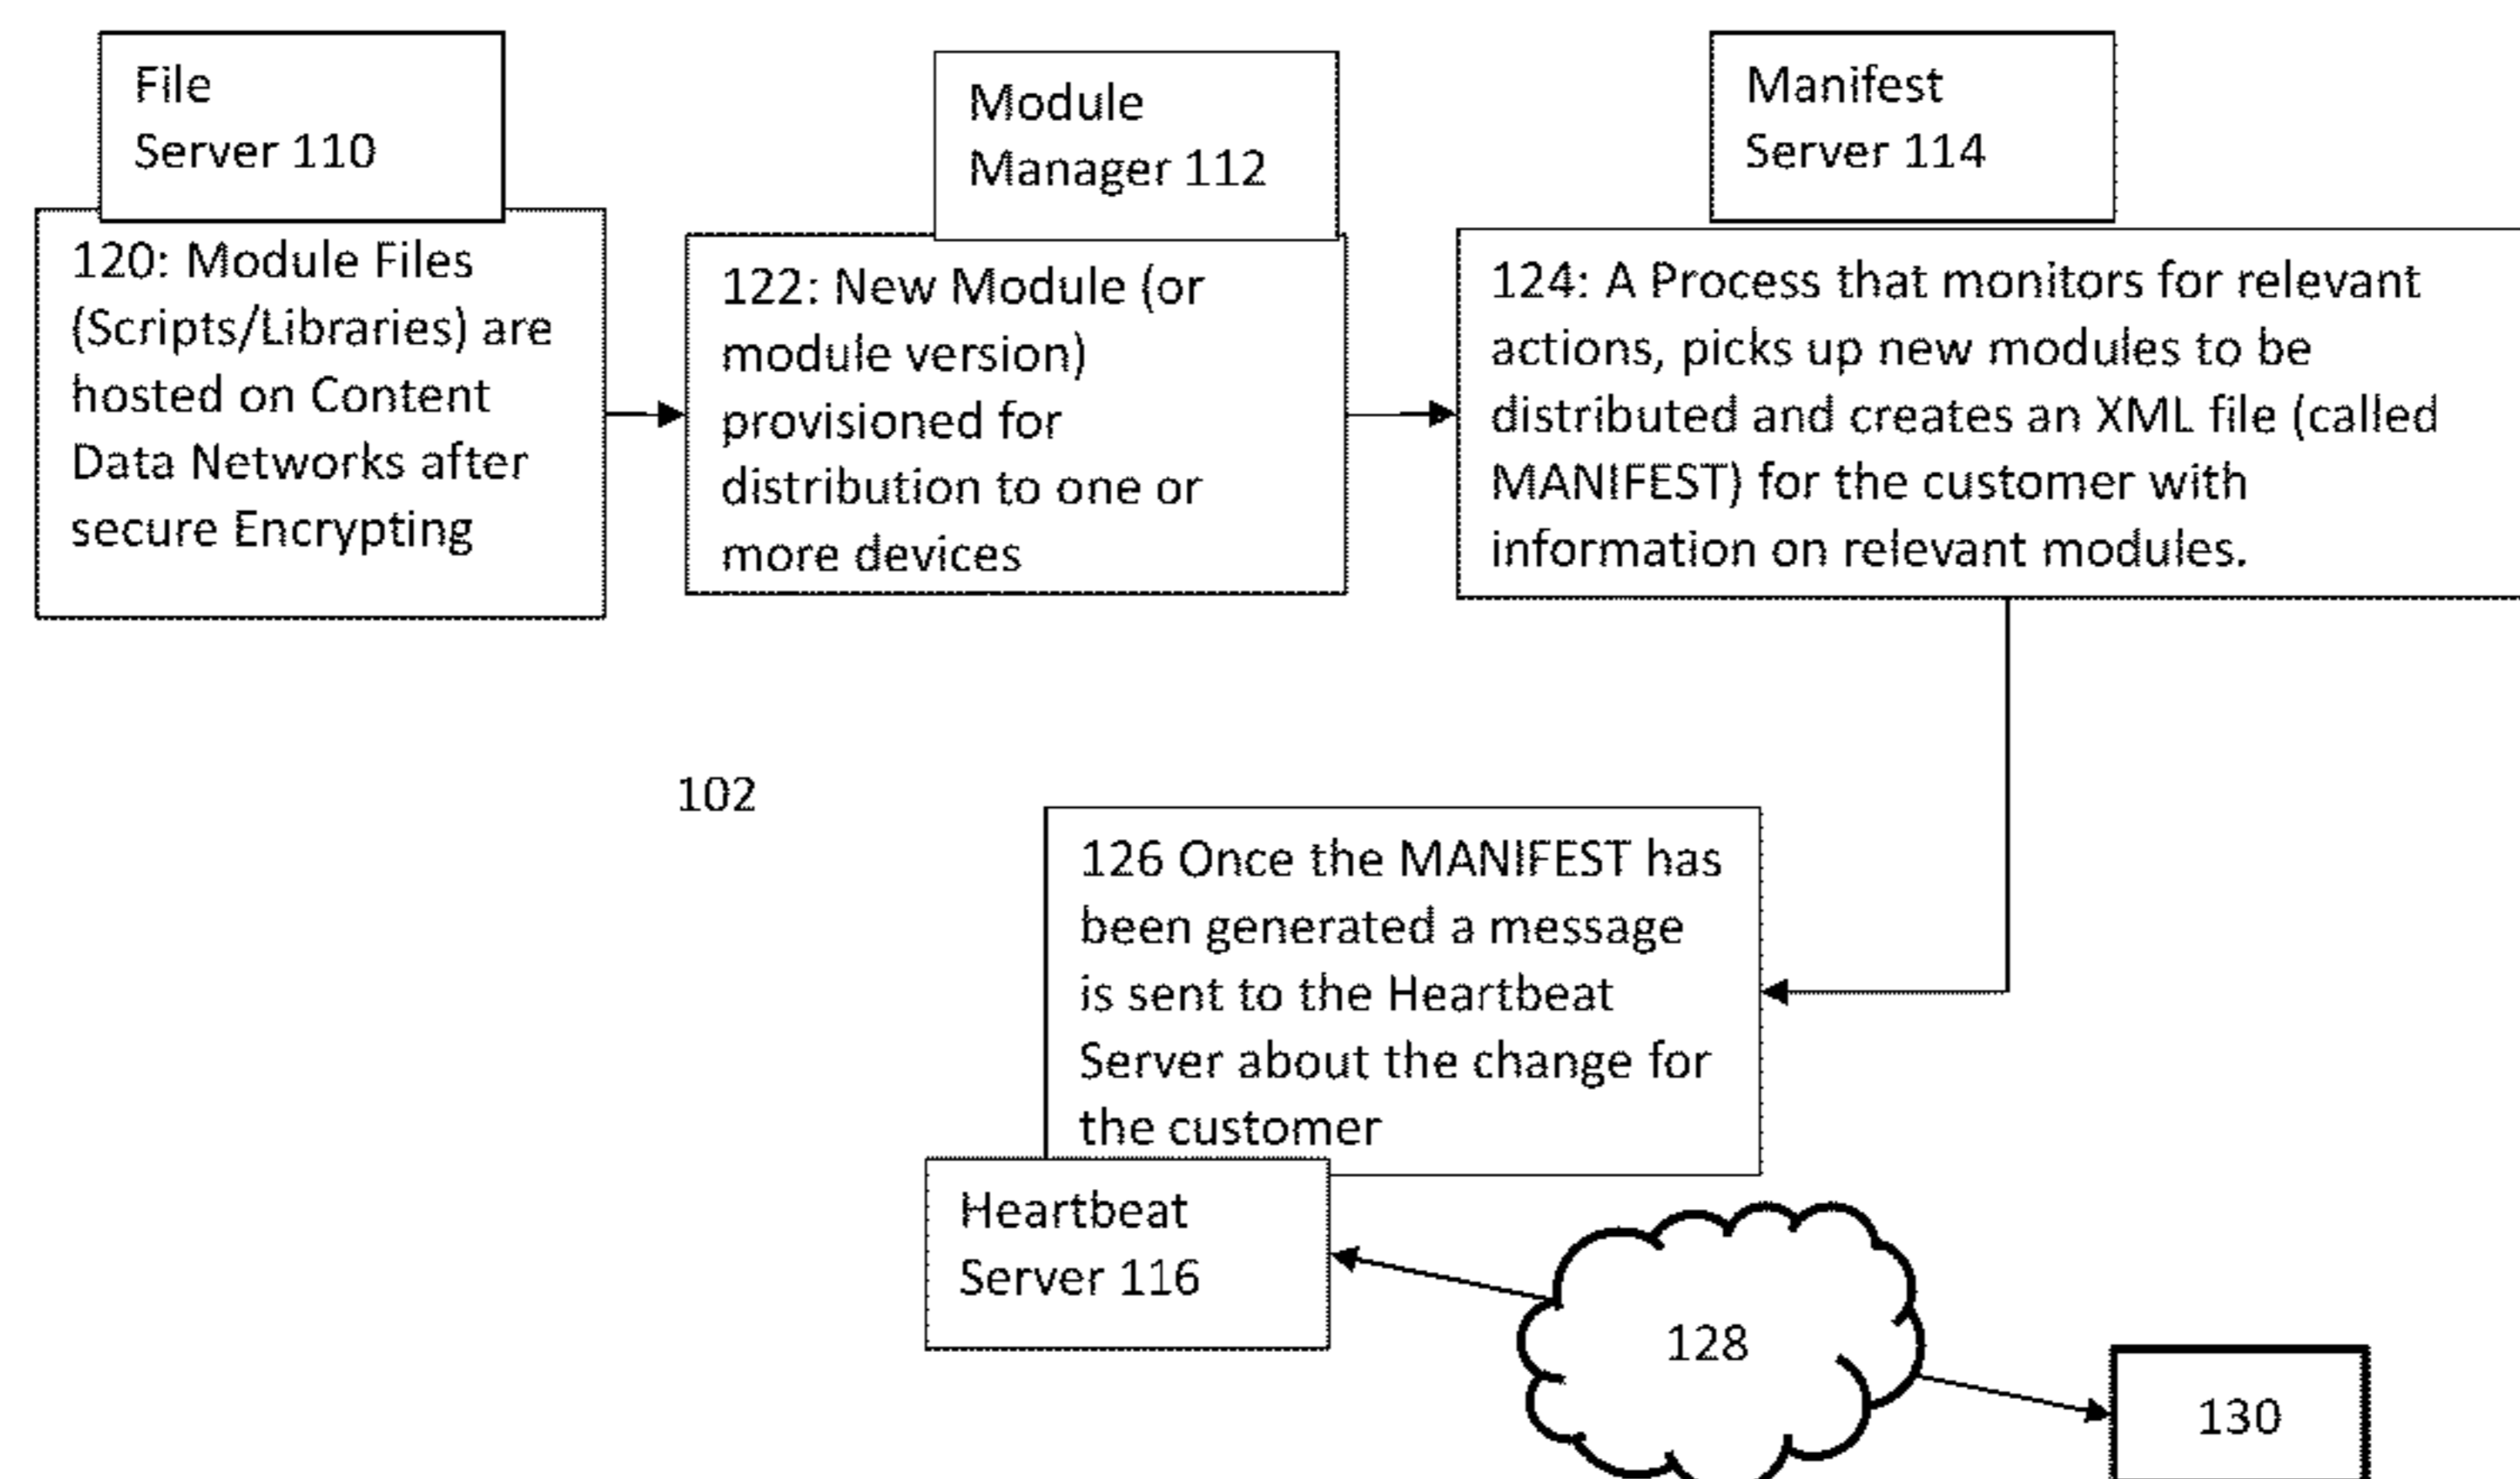 File
Server 110
120: Module Files
(Scripts/Libraries) are
hosted on Content
Data Networks after
secure Encrypting
Module
Manager 112
122: New Module (or
module version)
provisioned for
distribution to one or
more devices
Manifest
Server 114
124: A Process that monitors for relevant
actions, picks up new modules to be
distributed and creates an XML file (called
MANIFEST) for the customer with
information on relevant modules.
102
126 Once the MANIFEST has
been generated a message
is sent to the Heartbeat
Server about the change for
the customer
Heartbeat
Server 116
128
130